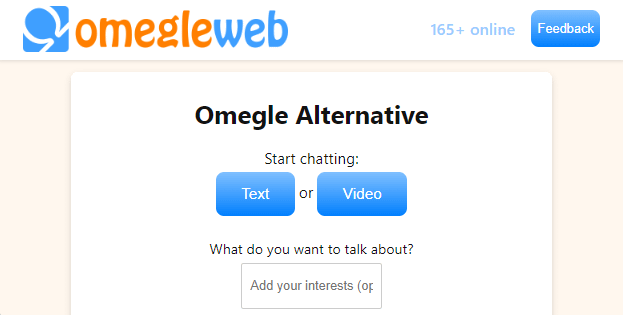 omegleweb
165+ online
Feedback
Omegle Alternative
Start chatting:
Text or Video
What do you want to talk about?
Add your interests (op